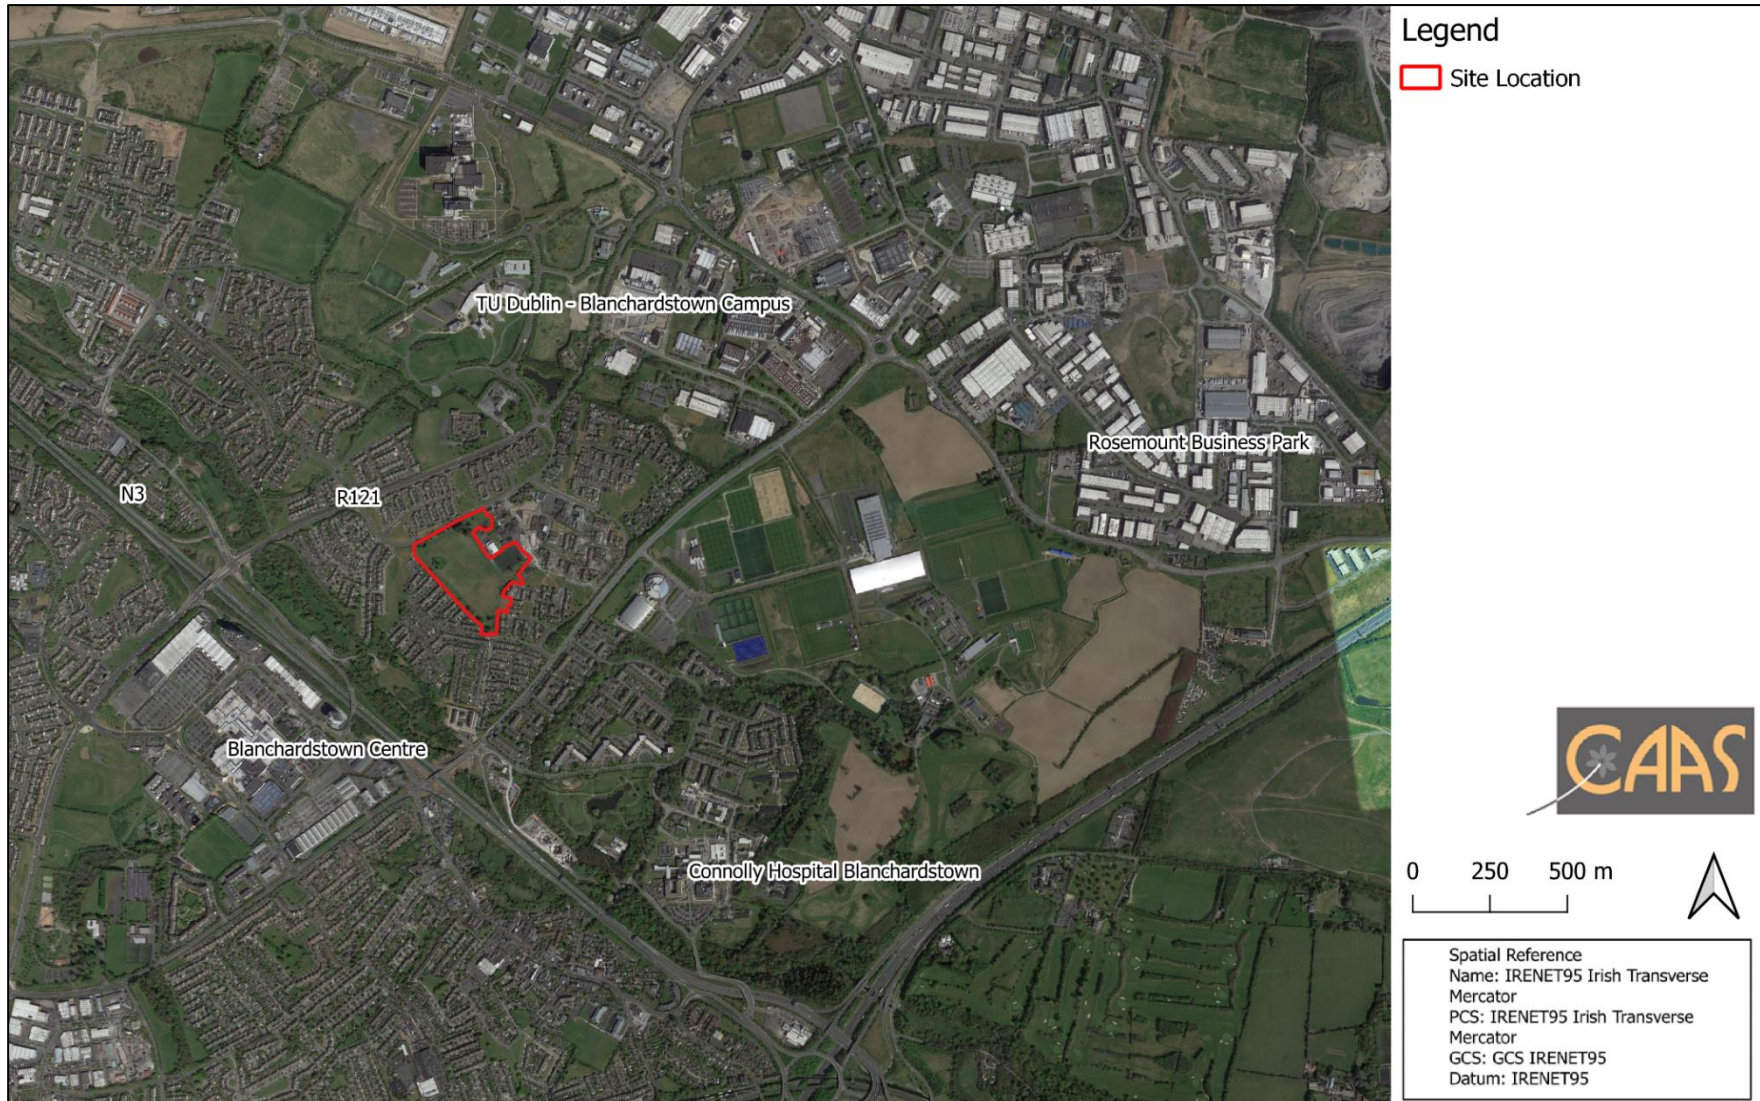 Legend
Site Location
TU Dublin - Blanchardstown Campus
Rosemount Business Park
N3
R121
Blanchardstown Centre
Connolly Hospital Blanchardstown
CAAS
0 250 500 m
Spatial Reference
Name: IRENET95 Irish Transverse
Mercator
PCS: IRENET95 Irish Transverse
Mercator
GCS: GCS IRENET95
Datum: IRENET95